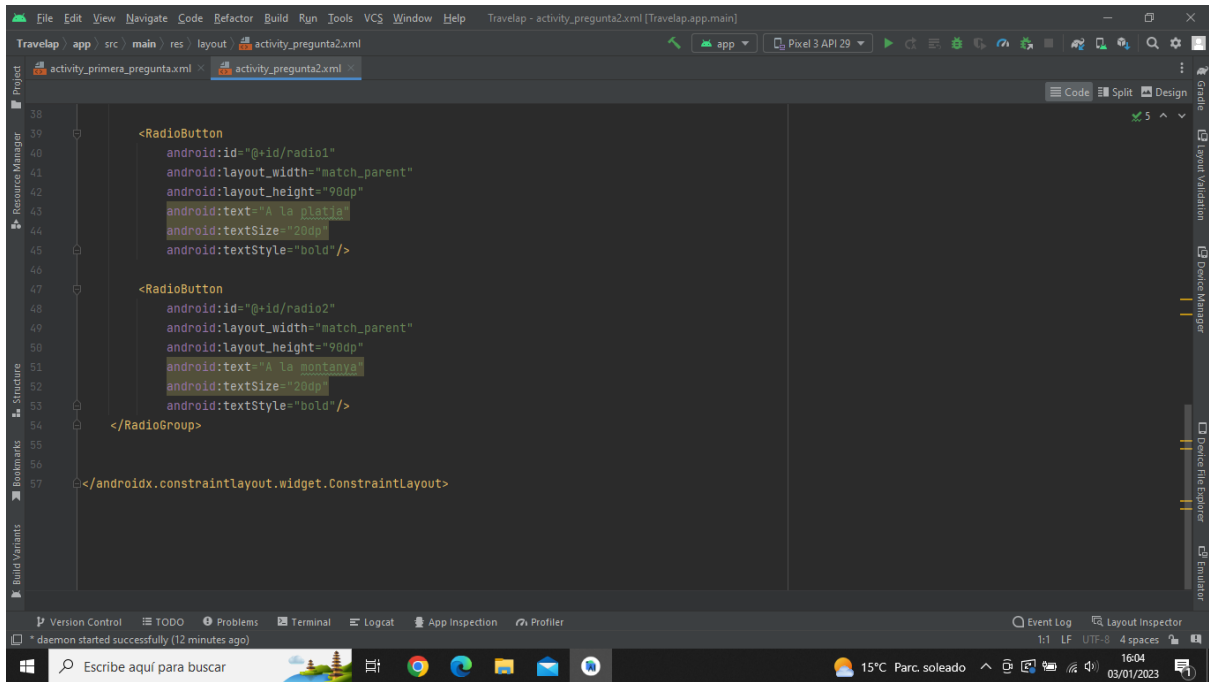 File Edit View Navigate Code Refactor Build Run Tools VCS Window Help Travelap - activity_pregunta2.xml [Travelap.app.main]
Travelap app src main res layout activity_pregunta2.xml app Pixel 3 API 29
activity_primera_pregunta.xml activity_pregunta2.xml
Code Split Design
5
38
39 <RadioButton
40 android:id="@+id/radio1"
41 android:layout_width="match_parent"
42 android:layout_height="90dp"
43 android:text="A la platja"
44 android:textSize="20dp"
45 android:textStyle="bold"/>
46
47 <RadioButton
48 android:id="@+id/radio2"
49 android:layout_width="match_parent"
50 android:layout_height="90dp"
51 android:text="A la montanya"
52 android:textSize="20dp"
53 android:textStyle="bold"/>
54 </RadioGroup>
55
56
57 </androidx.constraintlayout.widget.ConstraintLayout>
Project
Resource Manager
Structure
Bookmarks
Build Variants
Gradle
Layout Validation
Device Manager
Device File Explorer
Emulator
Version Control TODO Problems Terminal Logcat App Inspection Profiler Event Log Layout Inspector
* daemon started successfully (12 minutes ago) 1:1 LF UTF-8 4 spaces
Escribe aquí para buscar 15°C Parc. soleado 16:04
03/01/2023
1